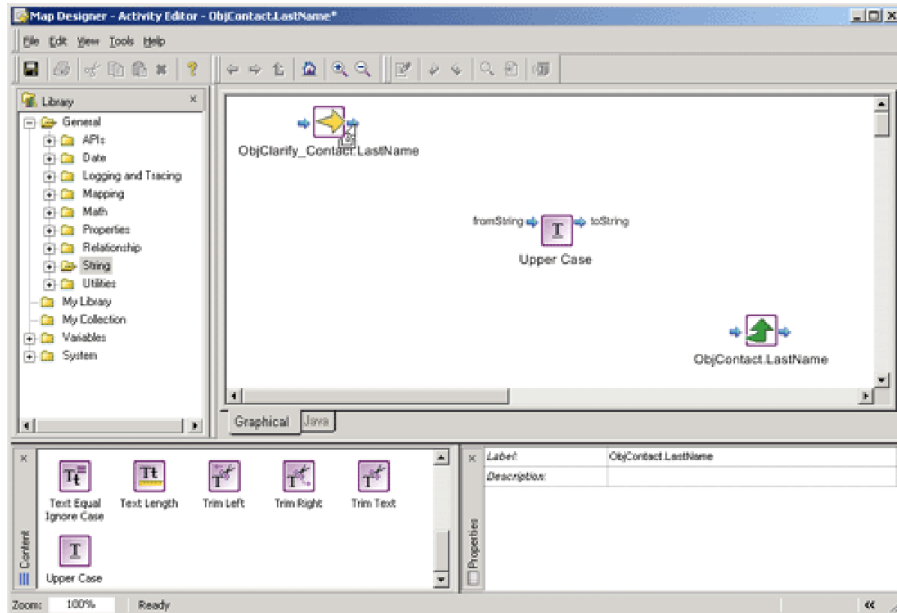 Map Designer - Activity Editor - ObjContact.LastName*
File Edit View Tools Help
Library
General
APIs
Date
Logging and Tracing
Mapping
Math
Properties
Relationship
String
Utilities
My Library
My Collection
Variables
System
ObjClarify_Contact.LastName
fromString
toString
Upper Case
ObjContact.LastName
Graphical Java
Content
Text Equal
Ignore Case
Text Length
Trim Left
Trim Right
Trim Text
Upper Case
Properties
Label: ObjContact.LastName
Description:
Zoom: 100% Ready